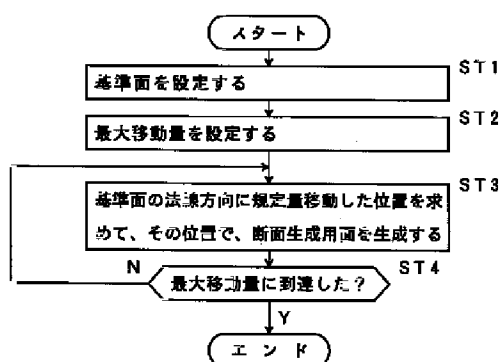 スタート
ST1
基準面を設定する
ST2
最大移動量を設定する
ST3
基準面の法線方向に規定量移動した位置を求
めて、その位置で、断面生成用面を生成する
N
ST4
最大移動量に到達した?
Y
エンド